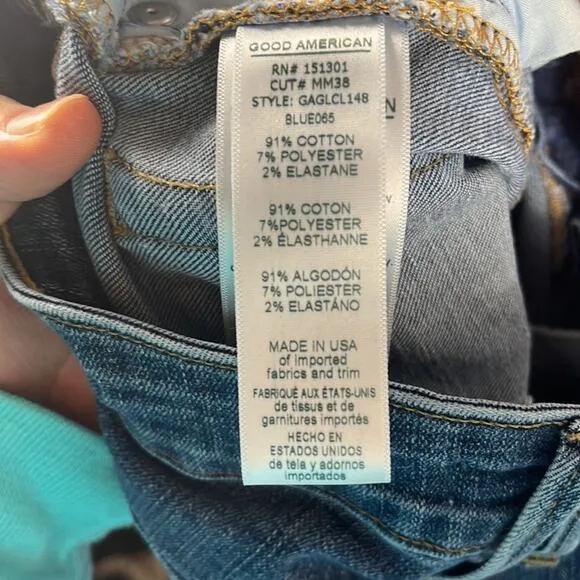 GOOD AMERICAN
RN# 151301
CUT# MM38
STYLE: GAGLCL148
BLUE065
91% COTTON
7% POLYESTER
2% ELASTANE
91% COTON
7%POLYESTER
2% ÉLASTHANNE
91% ALGODÓN
7% POLIESTER
2% ELASTÁNO
MADE IN USA
of imported
fabrics and trim
FABRIQUÉ AUX ÉTATS-UNIS
de tissus et de
garnitures importés
HECHO EN
ESTADOS UNIDOS
de tela y adornos
importados
N